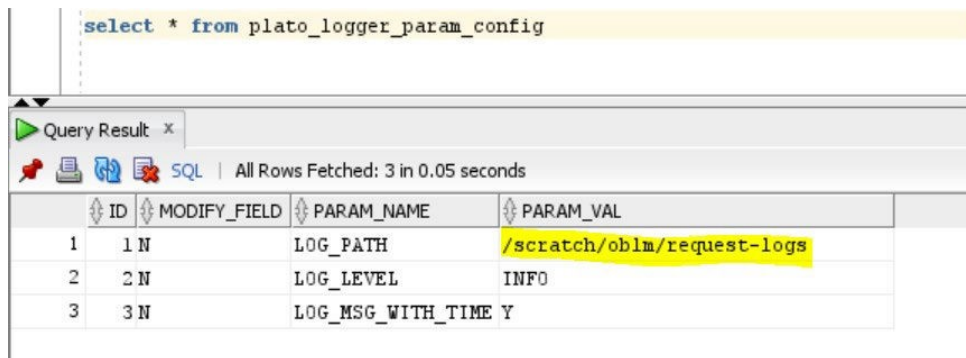 select * from plato_logger_param_config
Query Result x
SQL | All Rows Fetched: 3 in 0.05 seconds
ID MODIFY_FIELD PARAM_NAME PARAM_VAL
1 1 N LOG_PATH /scratch/oblm/request-logs
2 2 N LOG_LEVEL INFO
3 3 N LOG_MSG_WITH_TIME Y